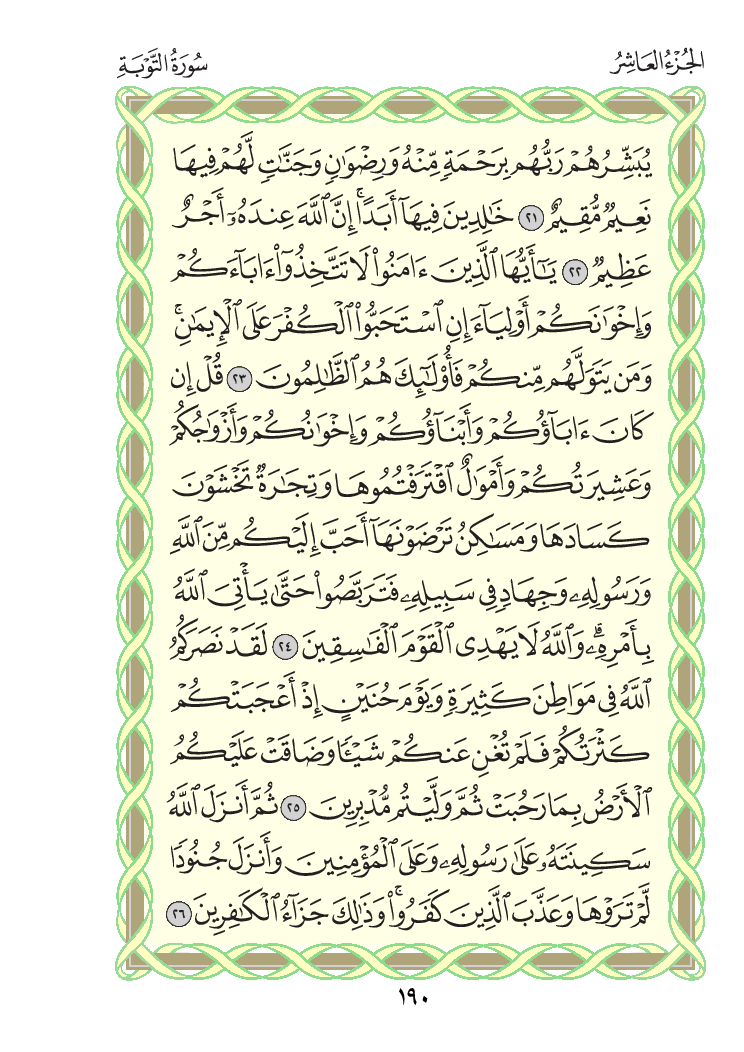 الجُزْءُ العَاشِرُ
سُورَةُ التَّوْبَةِ
يُبَشِّرُهُمْ رَبُّهُم بِرَحْمَةٍ مِّنْهُ وَرِضْوَٰنٍ وَجَنَّٰتٍ لَّهُمْ فِيهَا
نَعِيمٌ مُّقِيمٌ ٢١ خَٰلِدِينَ فِيهَآ أَبَدًا ۚ إِنَّ ٱللَّهَ عِندَهُۥٓ أَجْرٌ
عَظِيمٌ ٢٢ يَٰٓأَيُّهَا ٱلَّذِينَ ءَامَنُوا۟ لَا تَتَّخِذُوٓا۟ ءَابَآءَكُمْ
وَإِخْوَٰنَكُمْ أَوْلِيَآءَ إِنِ ٱسْتَحَبُّوا۟ ٱلْكُفْرَ عَلَى ٱلْإِيمَٰنِ ۚ
وَمَن يَتَوَلَّهُم مِّنكُمْ فَأُو۟لَٰٓئِكَ هُمُ ٱلظَّٰلِمُونَ ٢٣ قُلْ إِن
كَانَ ءَابَآؤُكُمْ وَأَبْنَآؤُكُمْ وَإِخْوَٰنُكُمْ وَأَزْوَٰجُكُمْ
وَعَشِيرَتُكُمْ وَأَمْوَٰلٌ ٱقْتَرَفْتُمُوهَا وَتِجَٰرَةٌ تَخْشَوْنَ
كَسَادَهَا وَمَسَٰكِنُ تَرْضَوْنَهَآ أَحَبَّ إِلَيْكُم مِّنَ ٱللَّهِ
وَرَسُولِهِۦ وَجِهَادٍ فِى سَبِيلِهِۦ فَتَرَبَّصُوا۟ حَتَّىٰ يَأْتِىَ ٱللَّهُ
بِأَمْرِهِۦ ۗ وَٱللَّهُ لَا يَهْدِى ٱلْقَوْمَ ٱلْفَٰسِقِينَ ٢٤ لَقَدْ نَصَرَكُمُ
ٱللَّهُ فِى مَوَاطِنَ كَثِيرَةٍ وَيَوْمَ حُنَيْنٍ إِذْ أَعْجَبَتْكُمْ
كَثْرَتُكُمْ فَلَمْ تُغْنِ عَنكُمْ شَيْـًٔا وَضَاقَتْ عَلَيْكُمُ
ٱلْأَرْضُ بِمَا رَحُبَتْ ثُمَّ وَلَّيْتُم مُّدْبِرِينَ ٢٥ ثُمَّ أَنزَلَ ٱللَّهُ
سَكِينَتَهُۥ عَلَىٰ رَسُولِهِۦ وَعَلَى ٱلْمُؤْمِنِينَ وَأَنزَلَ جُنُودًا
لَّمْ تَرَوْهَا وَعَذَّبَ ٱلَّذِينَ كَفَرُوا۟ ۚ وَذَٰلِكَ جَزَآءُ ٱلْكَٰفِرِينَ ٢٦
١٩٠